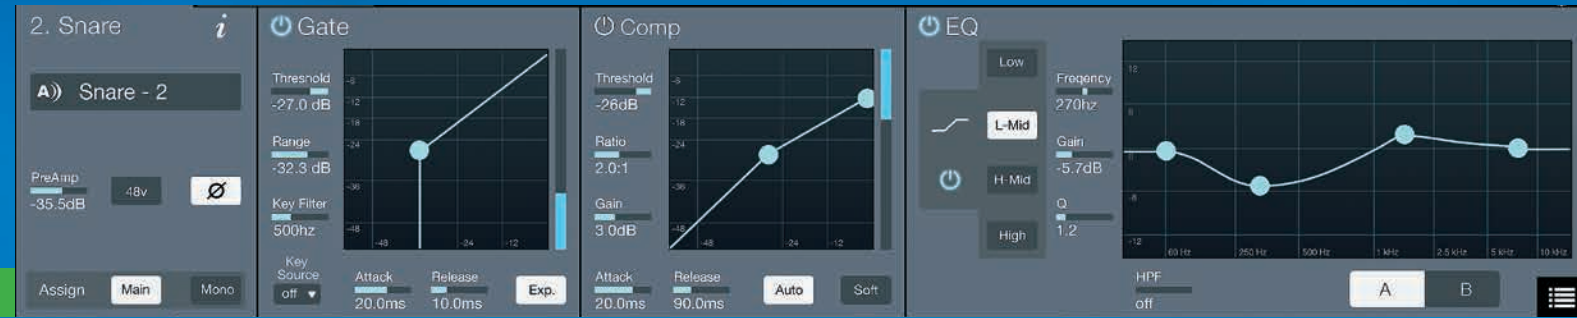 2. Snare
i
A)) Snare - 2
PreAmp
-35.5dB
48v
Ø
Assign
Main
Mono
Gate
Threshold
-27.0 dB
Range
-32.3 dB
Key Filter
500hz
Key
Source
off
Attack
20.0ms
Release
10.0ms
Exp.
-6
-12
-18
-24
-36
-48
-48
-24
-12
Comp
Threshold
-26dB
Ratio
2.0:1
Gain
3.0dB
Attack
20.0ms
Release
90.0ms
Auto
Soft
-6
-12
-18
-24
-36
-48
-48
-24
-12
EQ
Low
L-Mid
H-Mid
High
Freqency
270hz
Gain
-5.7dB
Q
1.2
12
6
0
-6
-12
60 Hz
250 Hz
500 Hz
1 kHz
2.5 kHz
5 kHz
10 kHz
HPF
off
A
B